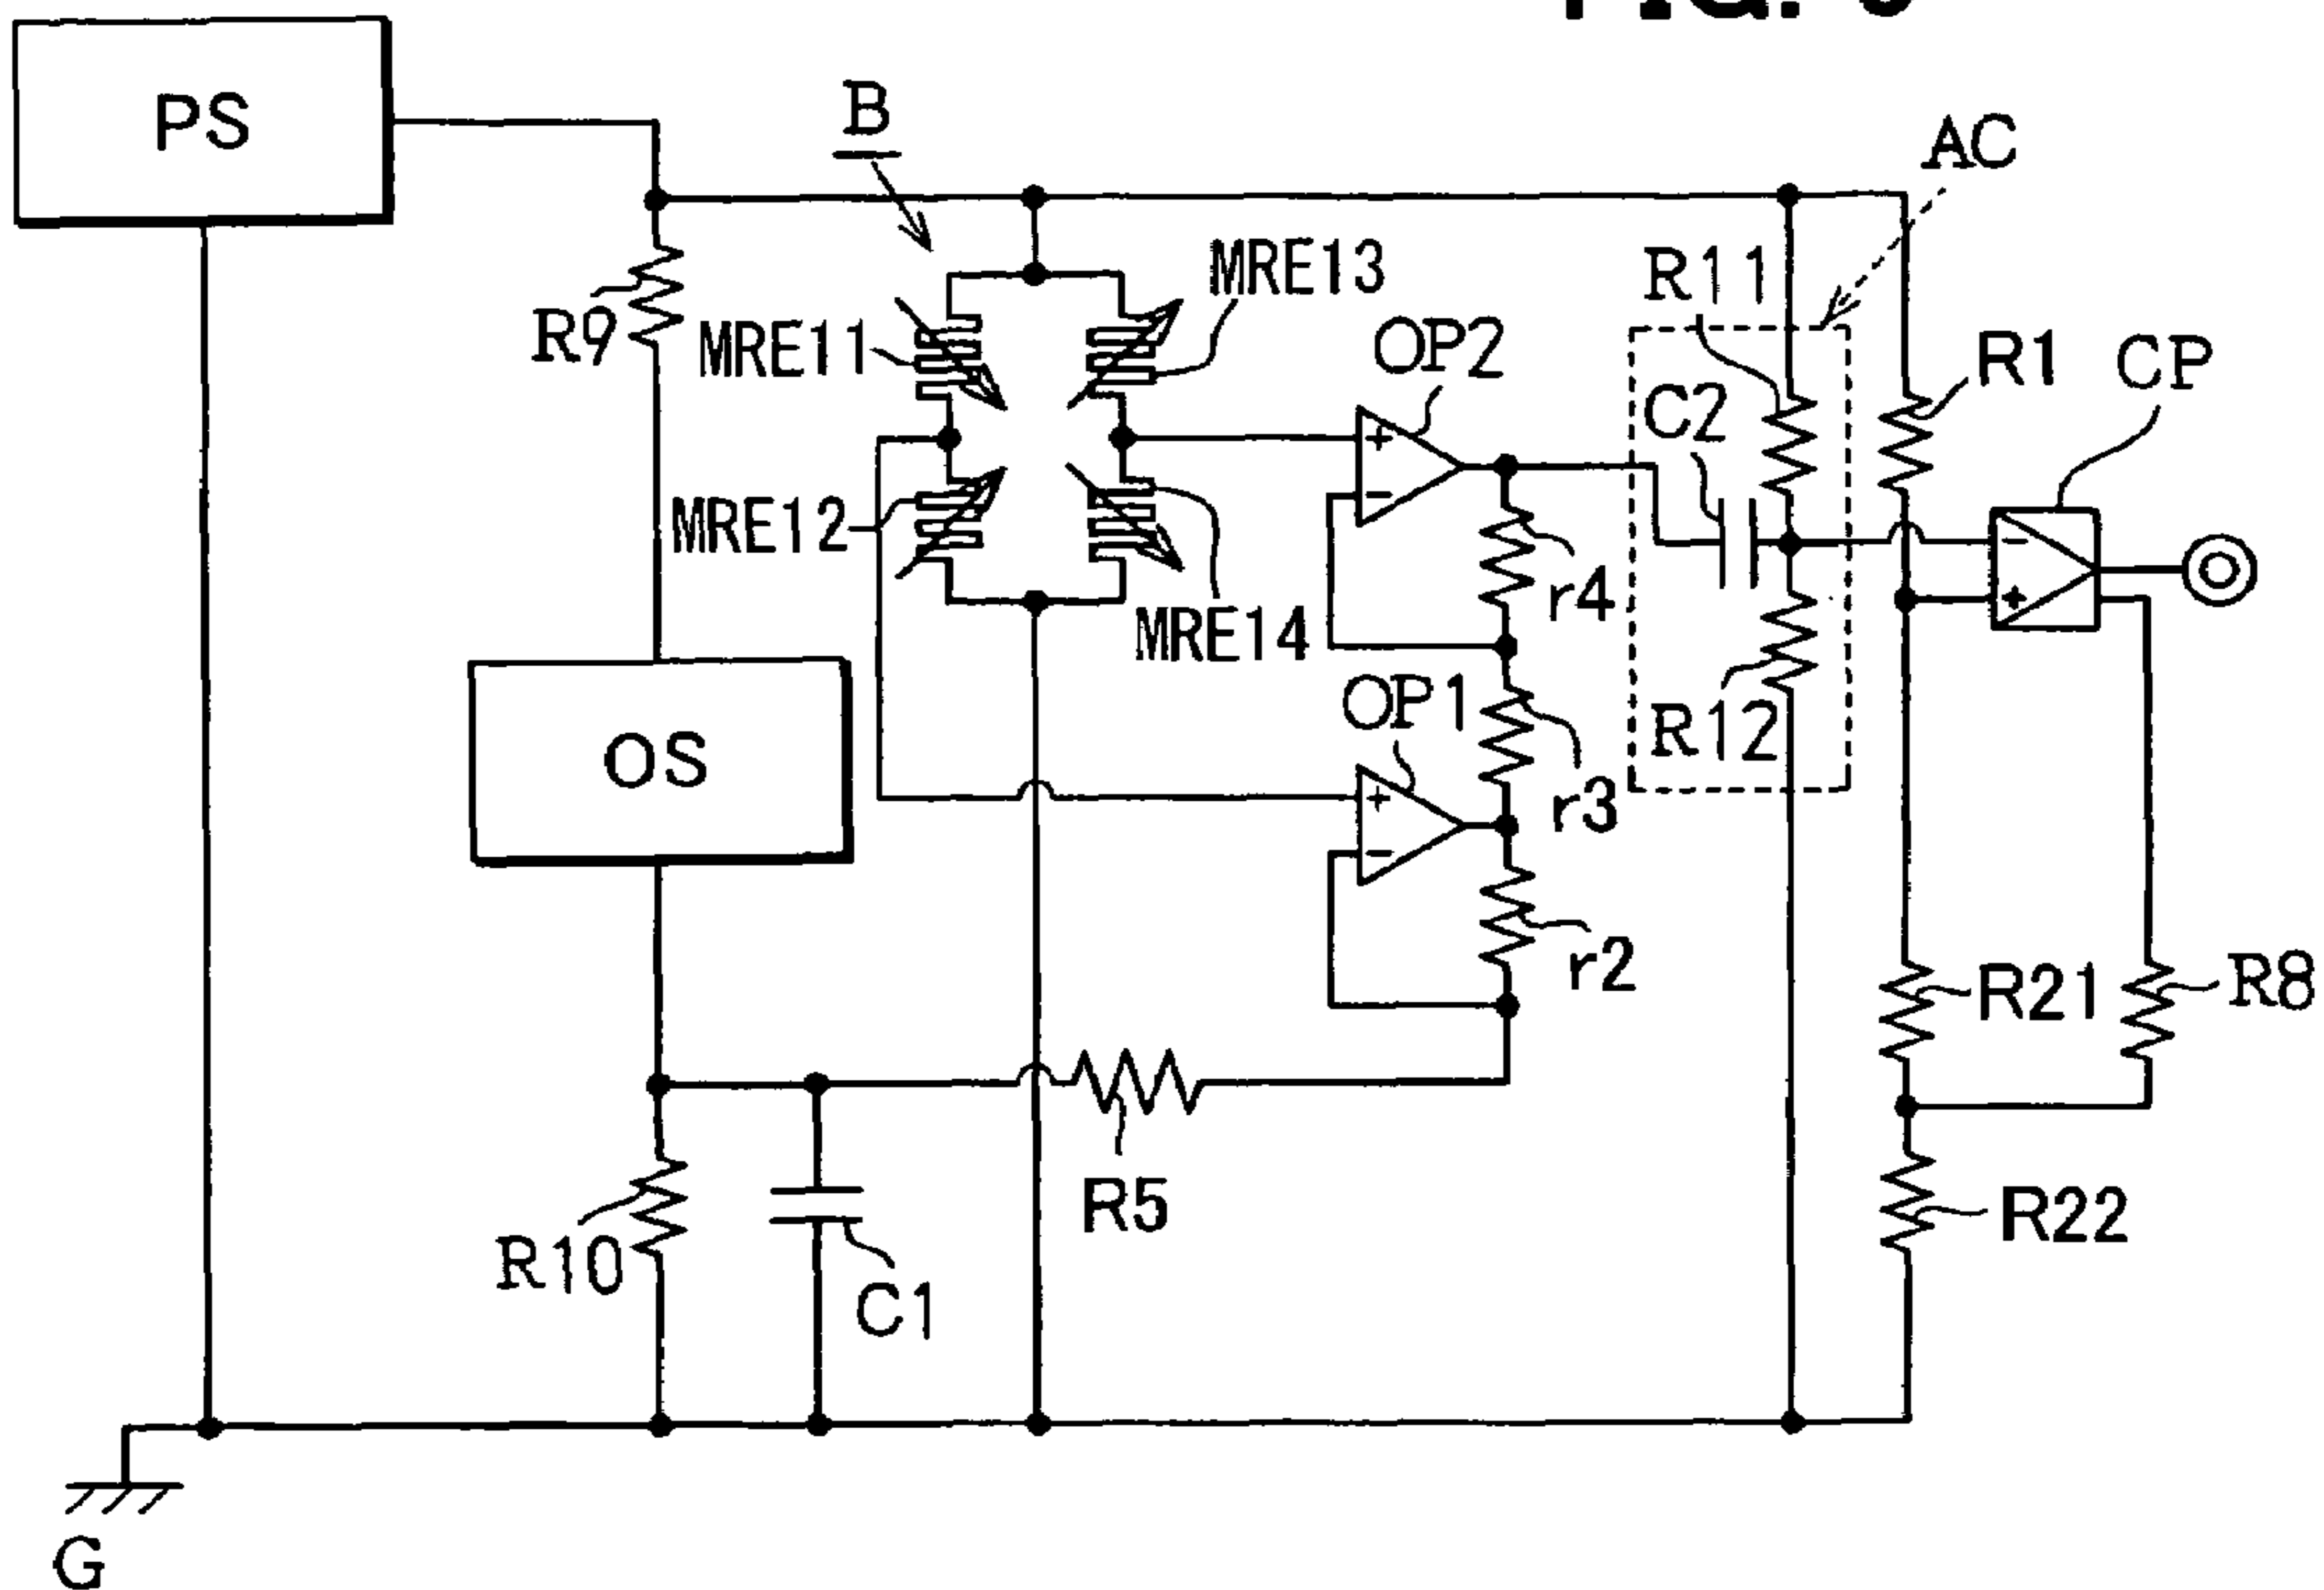 PS
B
AC
MRE13
R11
R9
MRE11
OP2
R1
CP
C2
+
−
MRE12
−
r4
+
MRE14
OP1
R12
OS
+
r3
−
r2
R21
R8
R5
R22
R10
C1
G